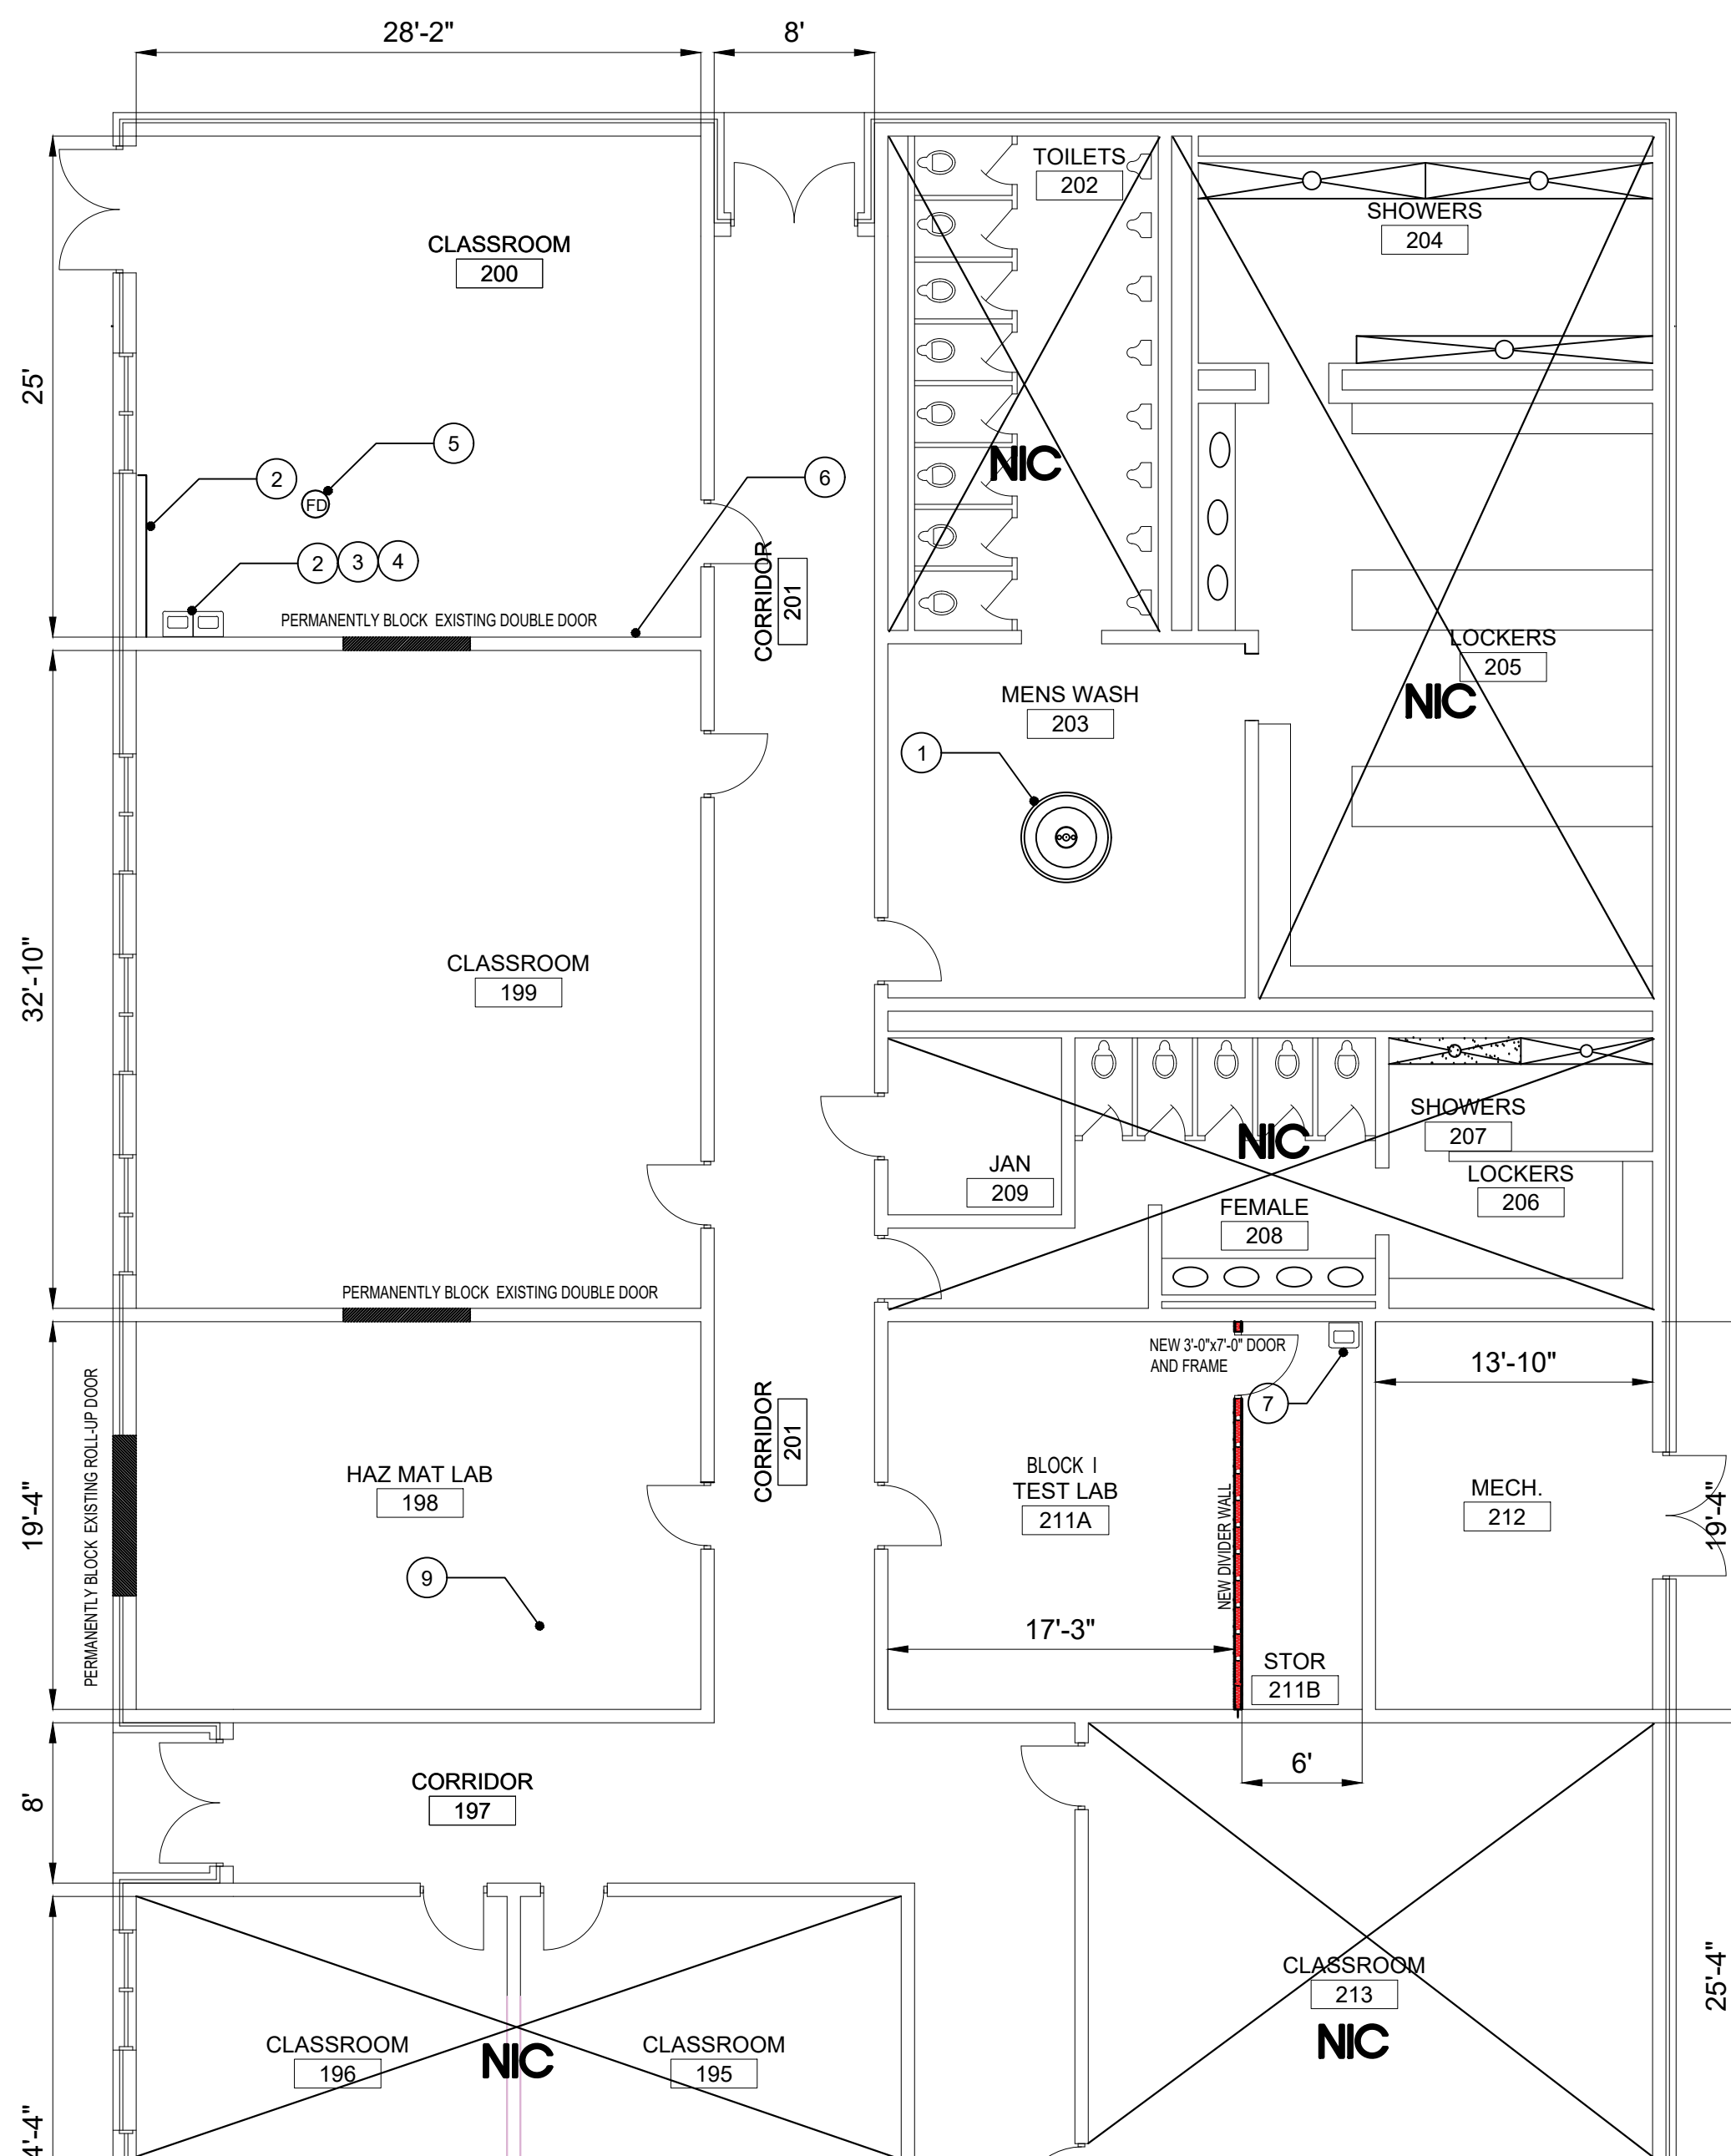 28'-2"
8'
25'
CLASSROOM
200
TOILETS
202
SHOWERS
204
NIC
5
2
FD
6
2 3 4
PERMANENTLY BLOCK EXISTING DOUBLE DOOR
CORRIDOR
201
LOCKERS
205
NIC
MENS WASH
203
1
32'-10"
CLASSROOM
199
SHOWERS
207
NIC
JAN
209
LOCKERS
206
FEMALE
208
PERMANENTLY BLOCK EXISTING DOUBLE DOOR
NEW 3'-0"x7'-0" DOOR
AND FRAME
13'-10"
7
PERMANENTLY BLOCK EXISTING ROLL-UP DOOR
19'-4"
HAZ MAT LAB
198
CORRIDOR
201
BLOCK I
TEST LAB
211A
NEW DIVIDER WALL
MECH.
212
19'-4"
9
17'-3"
STOR
211B
6'
8'
CORRIDOR
197
CLASSROOM
213
NIC
25'-4"
CLASSROOM
196
NIC
CLASSROOM
195
4'-4"